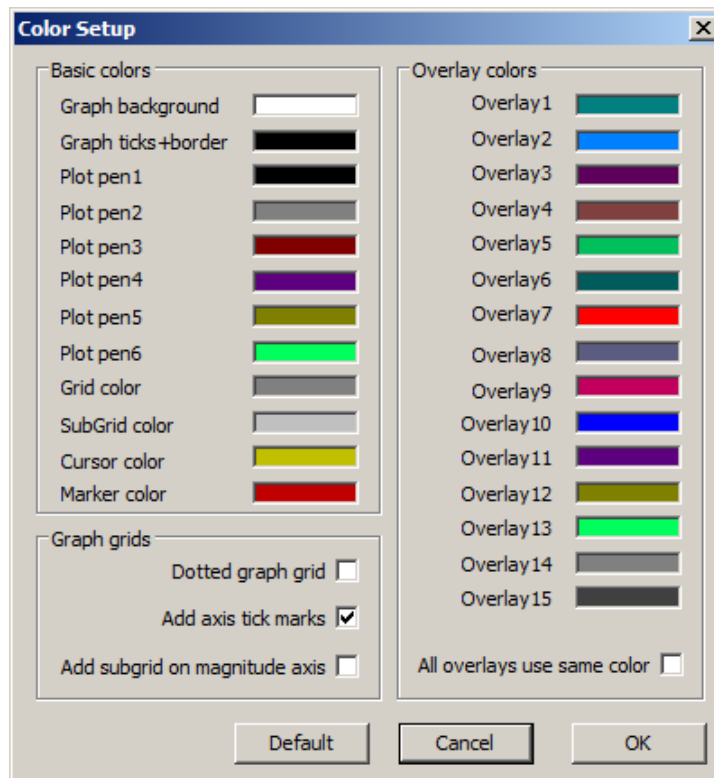 Color Setup
Basic colors
Graph background
Graph ticks+border
Plot pen1
Plot pen2
Plot pen3
Plot pen4
Plot pen5
Plot pen6
Grid color
SubGrid color
Cursor color
Marker color
Graph grids
Dotted graph grid
Add axis tick marks
Add subgrid on magnitude axis
Overlay colors
Overlay1
Overlay2
Overlay3
Overlay4
Overlay5
Overlay6
Overlay7
Overlay8
Overlay9
Overlay10
Overlay11
Overlay12
Overlay13
Overlay14
Overlay15
All overlays use same color
Default
Cancel
OK